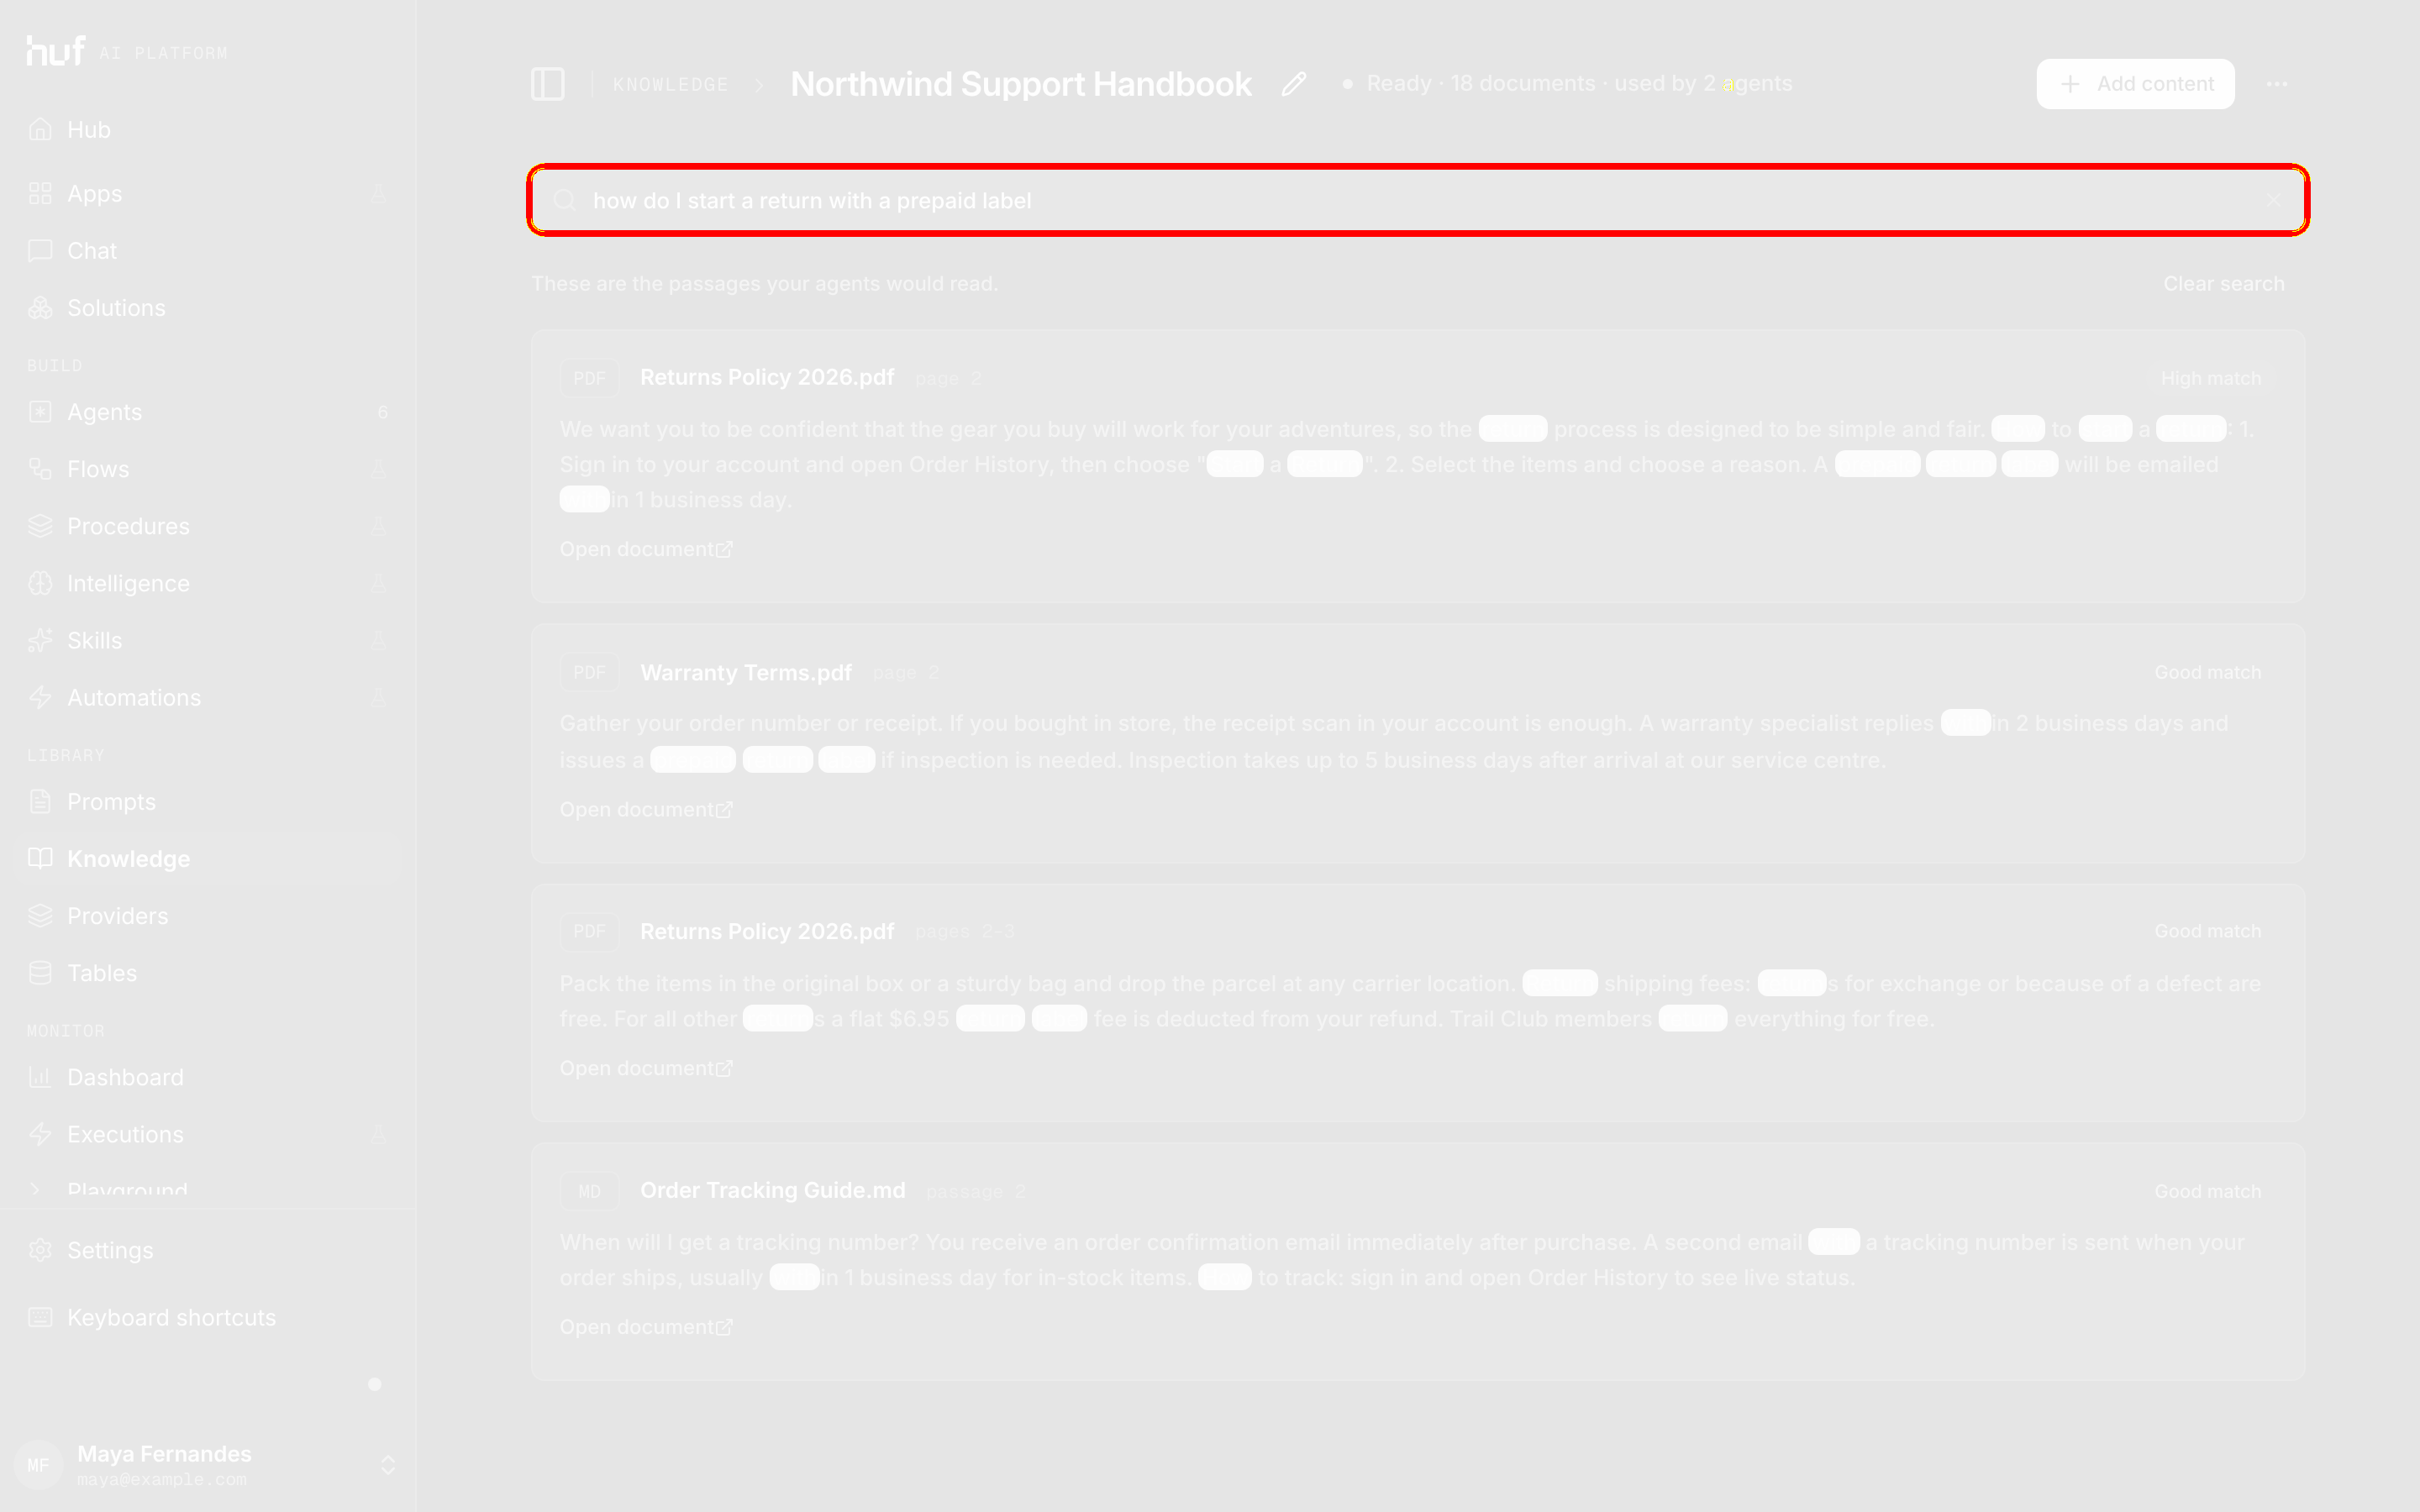 huf AI PLATFORM
Hub
Apps
Chat
Solutions
BUILD
Agents 6
Flows
Procedures
Intelligence
Skills
Automations
LIBRARY
Prompts
Knowledge
Providers
Tables
MONITOR
Dashboard
Executions
Playground
Settings
Keyboard shortcuts
MF Maya Fernandes
maya@example.com
KNOWLEDGE > Northwind Support Handbook Ready · 18 documents · used by 2 agents + Add content
how do I start a return with a prepaid label
These are the passages your agents would read. Clear search
PDF Returns Policy 2026.pdf page 2 High match
We want you to be confident that the gear you buy will work for your adventures, so the process is designed to be simple and fair. to a : 1.
Sign in to your account and open Order History, then choose " a ". 2. Select the items and choose a reason. A will be emailed
in 1 business day.
Open document
PDF Warranty Terms.pdf page 2 Good match
Gather your order number or receipt. If you bought in store, the receipt scan in your account is enough. A warranty specialist replies in 2 business days and
issues a if inspection is needed. Inspection takes up to 5 business days after arrival at our service centre.
Open document
PDF Returns Policy 2026.pdf pages 2-3 Good match
Pack the items in the original box or a sturdy bag and drop the parcel at any carrier location. shipping fees: s for exchange or because of a defect are
free. For all other s a flat $6.95 fee is deducted from your refund. Trail Club members everything for free.
Open document
MD Order Tracking Guide.md passage 2 Good match
When will I get a tracking number? You receive an order confirmation email immediately after purchase. A second email a tracking number is sent when your
order ships, usually in 1 business day for in-stock items. to track: sign in and open Order History to see live status.
Open document